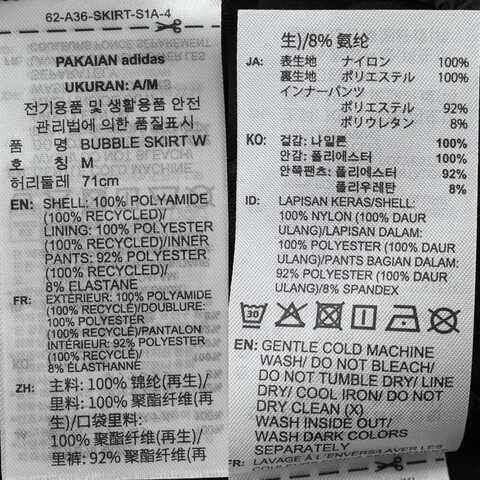 62-A36-SKIRT-S1A-4
PAKAIAN adidas
UKURAN: A/M
전기용품 및 생활용품 안전
관리법에 의한 품질표시
품 명 BUBBLE SKIRT W
호 칭 M
허리둘레 71cm
EN: SHELL: 100% POLYAMIDE
(100% RECYCLED)/
LINING: 100% POLYESTER
(100% RECYCLED)/INNER
PANTS: 92% POLYESTER
(100% RECYCLED)/
8% ELASTANE
FR: EXTÉRIEUR: 100% POLYAMIDE
(100% RECYCLÉ)/DOUBLURE:
100% POLYESTER
(100% RECYCLÉ)/PANTALON
INTÉRIEUR: 92% POLYESTER
(100% RECYCLÉ)/
8% ÉLASTHANNE
ZH: 主料: 100% 锦纶(再生)/
里料: 100% 聚酯纤维(再
生)/口袋里料:
100% 聚酯纤维(再生)/
里裤: 92% 聚酯纤维(再
生)/8% 氨纶
JA: 表生地 ナイロン 100%
裏生地 ポリエステル 100%
インナーパンツ
ポリエステル 92%
ポリウレタン 8%
KO: 겉감: 나일론 100%
안감: 폴리에스터 100%
안쪽팬츠: 폴리에스터 92%
폴리우레탄 8%
ID: LAPISAN KERAS/SHELL:
100% NYLON (100% DAUR
ULANG)/LAPISAN DALAM:
100% POLYESTER (100% DAUR
ULANG)/PANTS BAGIAN DALAM:
92% POLYESTER (100% DAUR
ULANG)/8% SPANDEX
30
EN: GENTLE COLD MACHINE
WASH/ DO NOT BLEACH/
DO NOT TUMBLE DRY/ LINE
DRY/ COOL IRON/ DO NOT
DRY CLEAN (X)
WASH INSIDE OUT/
WASH DARK COLORS
SEPARATELY
FR: LAVAGE À L'ENVERS/À LAVER AVEC LES